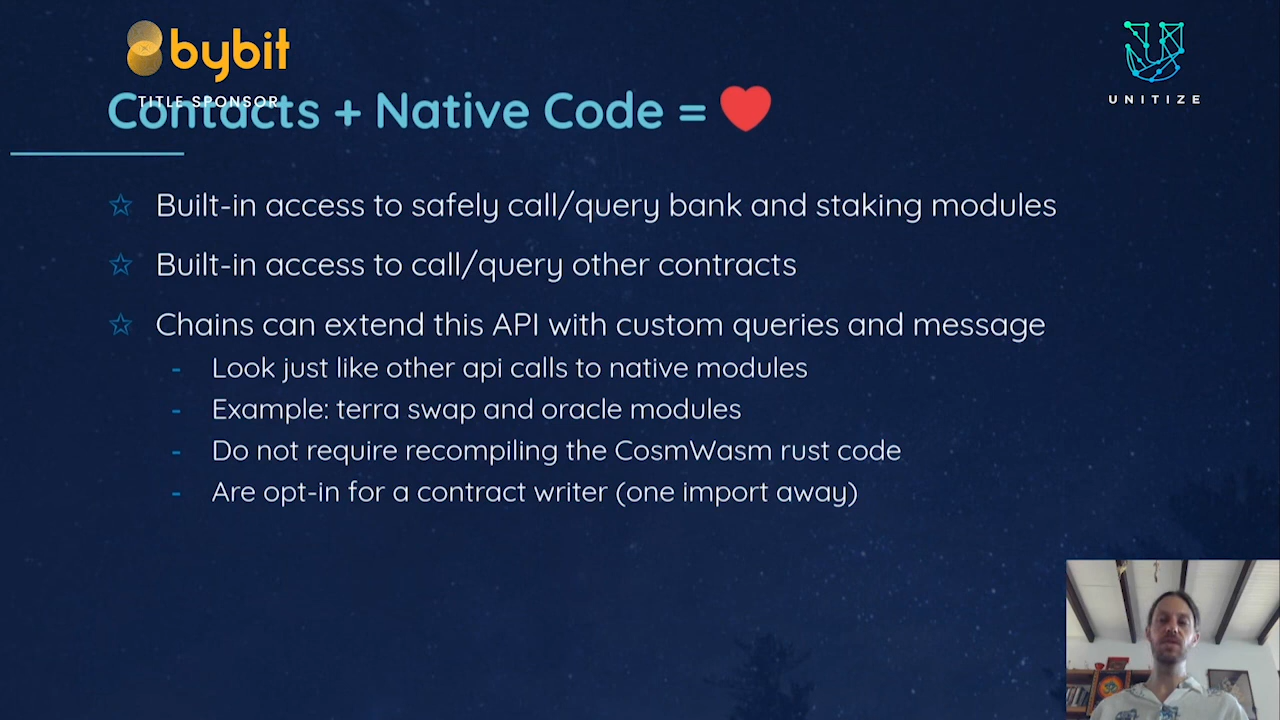 bybit
TITLE SPONSOR
UNITIZE
Contacts + Native Code = ❤
Built-in access to safely call/query bank and staking modules
Built-in access to call/query other contracts
Chains can extend this API with custom queries and message
- Look just like other api calls to native modules
- Example: terra swap and oracle modules
- Do not require recompiling the CosmWasm rust code
- Are opt-in for a contract writer (one import away)